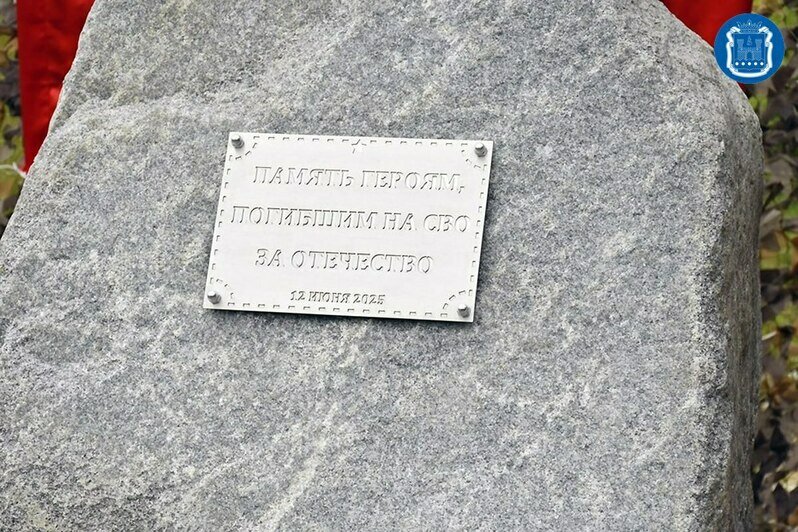 ПАМЯТЬ ГЕРОЯМ,
ПОГИБШИМ НА СВО
ЗА ОТЕЧЕСТВО
12 ИЮНЯ 2025